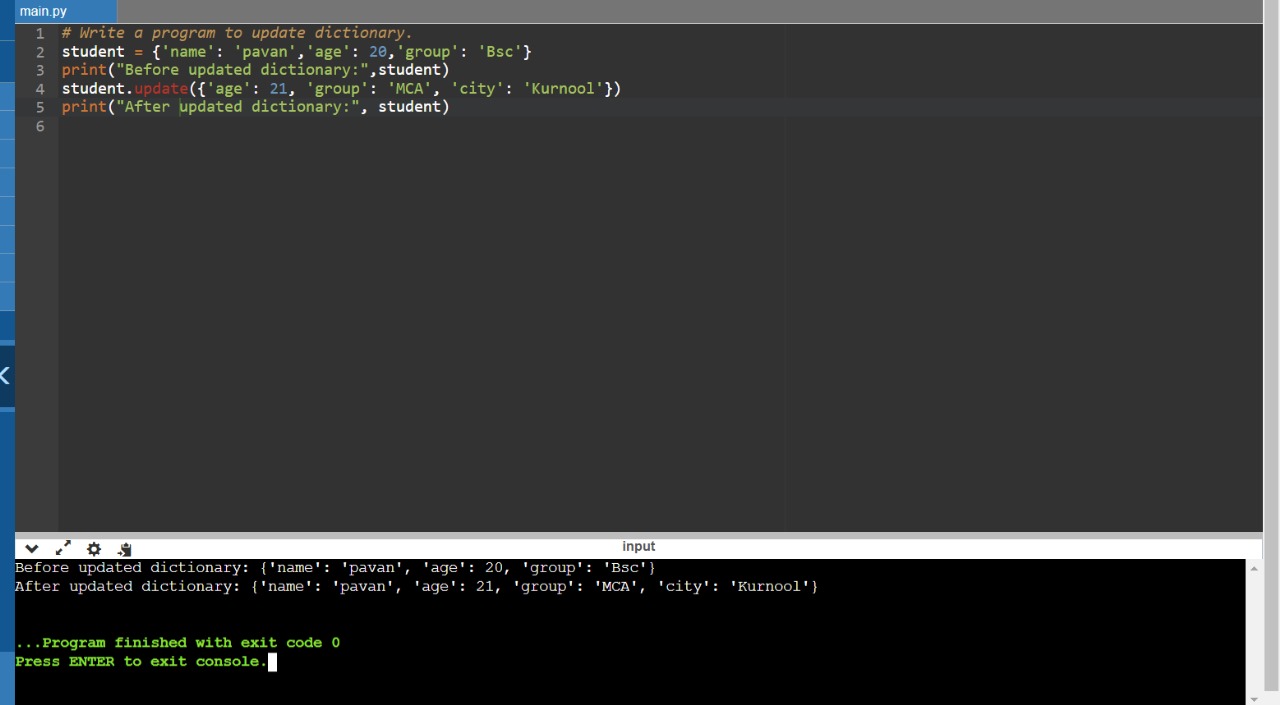 main.py
1 # Write a program to update dictionary.
2 student = {'name': 'pavan','age': 20,'group': 'Bsc'}
3 print("Before updated dictionary:",student)
4 student.update({'age': 21, 'group': 'MCA', 'city': 'Kurnool'})
5 print("After updated dictionary:", student)
6
input
Before updated dictionary: {'name': 'pavan', 'age': 20, 'group': 'Bsc'}
After updated dictionary: {'name': 'pavan', 'age': 21, 'group': 'MCA', 'city': 'Kurnool'}
...Program finished with exit code 0
Press ENTER to exit console.